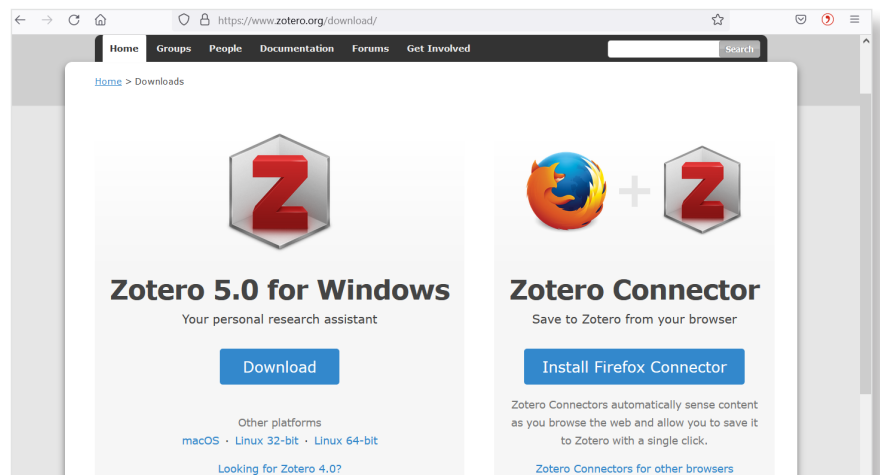 https://www.zotero.org/download/
Home Groups People Documentation Forums Get Involved Search
Home > Downloads
Z
Z
Zotero 5.0 for Windows
Your personal research assistant
Download
Other platforms
macOS · Linux 32-bit · Linux 64-bit
Looking for Zotero 4.0?
Zotero Connector
Save to Zotero from your browser
Install Firefox Connector
Zotero Connectors automatically sense content
as you browse the web and allow you to save it
to Zotero with a single click.
Zotero Connectors for other browsers